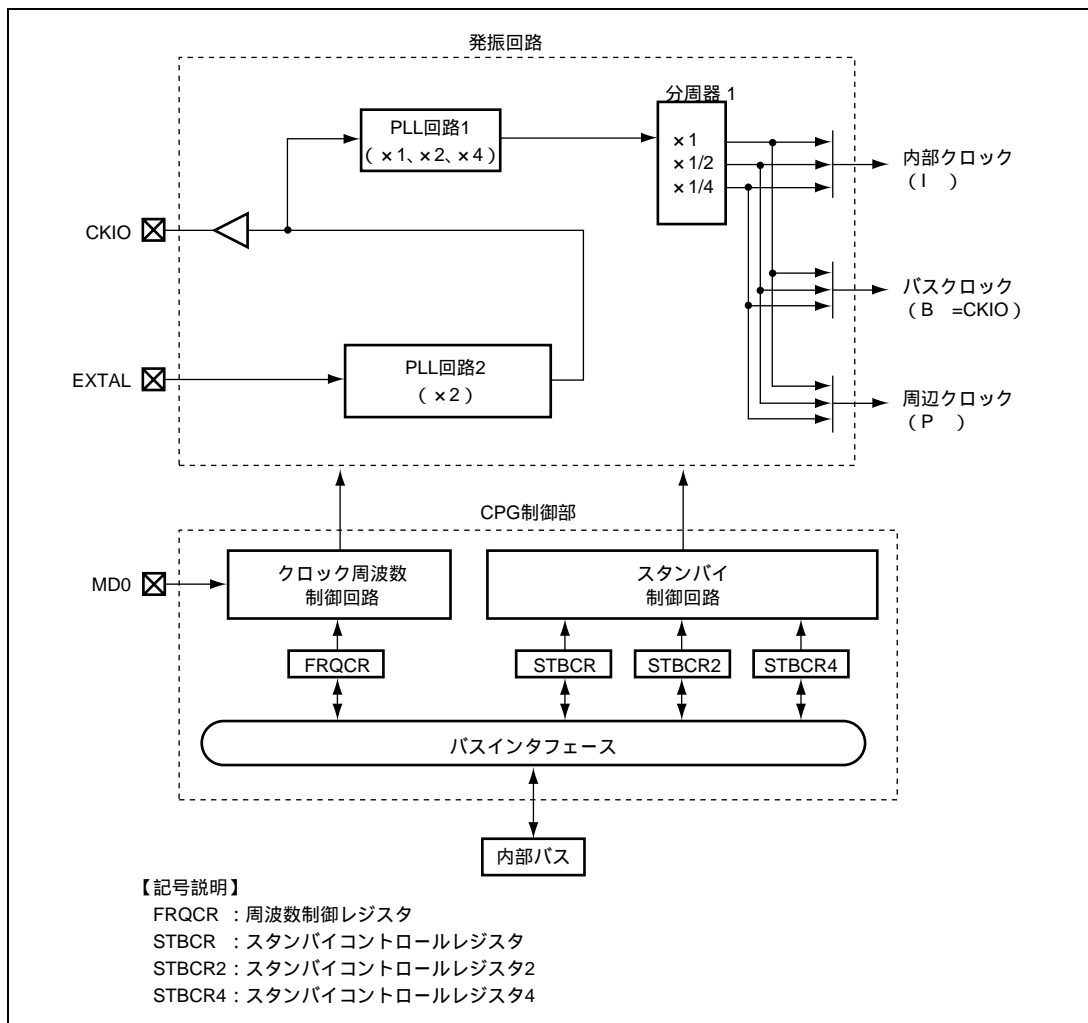 発振回路
分周器 1
PLL回路1
( ×1、×2、×4 )
×1
×1/2
×1/4
内部クロック
( I   )
CKIO
バスクロック
( B   =CKIO )
EXTAL
PLL回路2
( ×2 )
周辺クロック
( P   )
CPG制御部
MD0
クロック周波数
制御回路
スタンバイ
制御回路
FRQCR
STBCR
STBCR2
STBCR4
バスインタフェース
内部バス
【記号説明】
FRQCR ：周波数制御レジスタ
STBCR ：スタンバイコントロールレジスタ
STBCR2：スタンバイコントロールレジスタ2
STBCR4：スタンバイコントロールレジスタ4